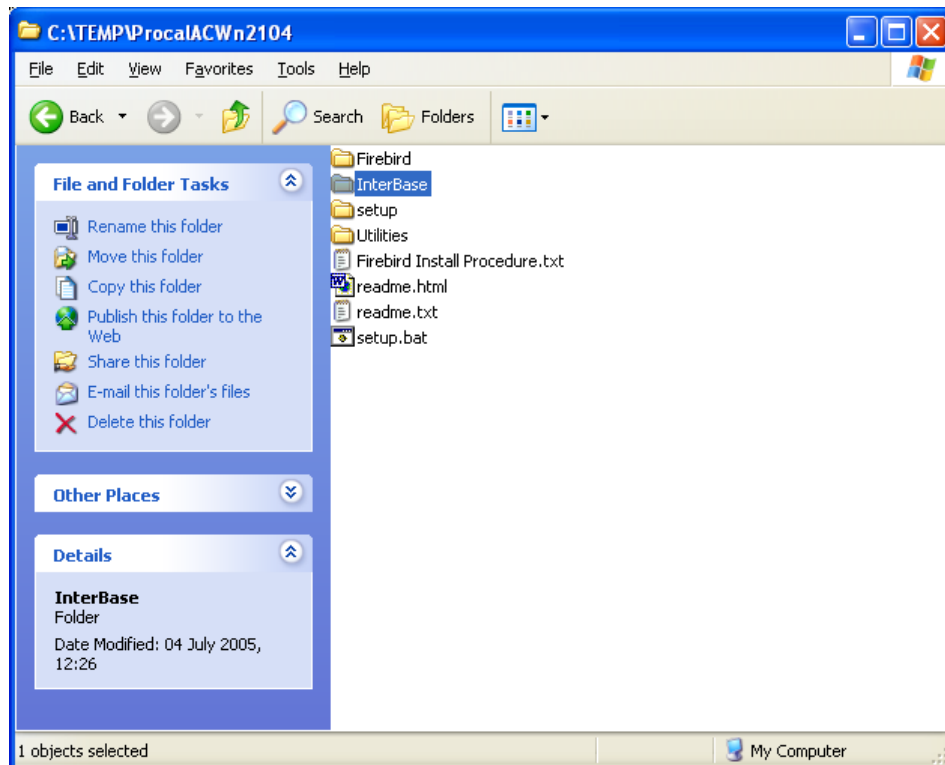 C:\TEMP\ProcalACWn2104
File Edit View Favorites Tools Help
Back Search Folders
File and Folder Tasks
Rename this folder
Move this folder
Copy this folder
Publish this folder to the
Web
Share this folder
E-mail this folder's files
Delete this folder
Other Places
Details
InterBase
Folder
Date Modified: 04 July 2005,
12:26
Firebird
InterBase
setup
Utilities
Firebird Install Procedure.txt
readme.html
readme.txt
setup.bat
1 objects selected
My Computer